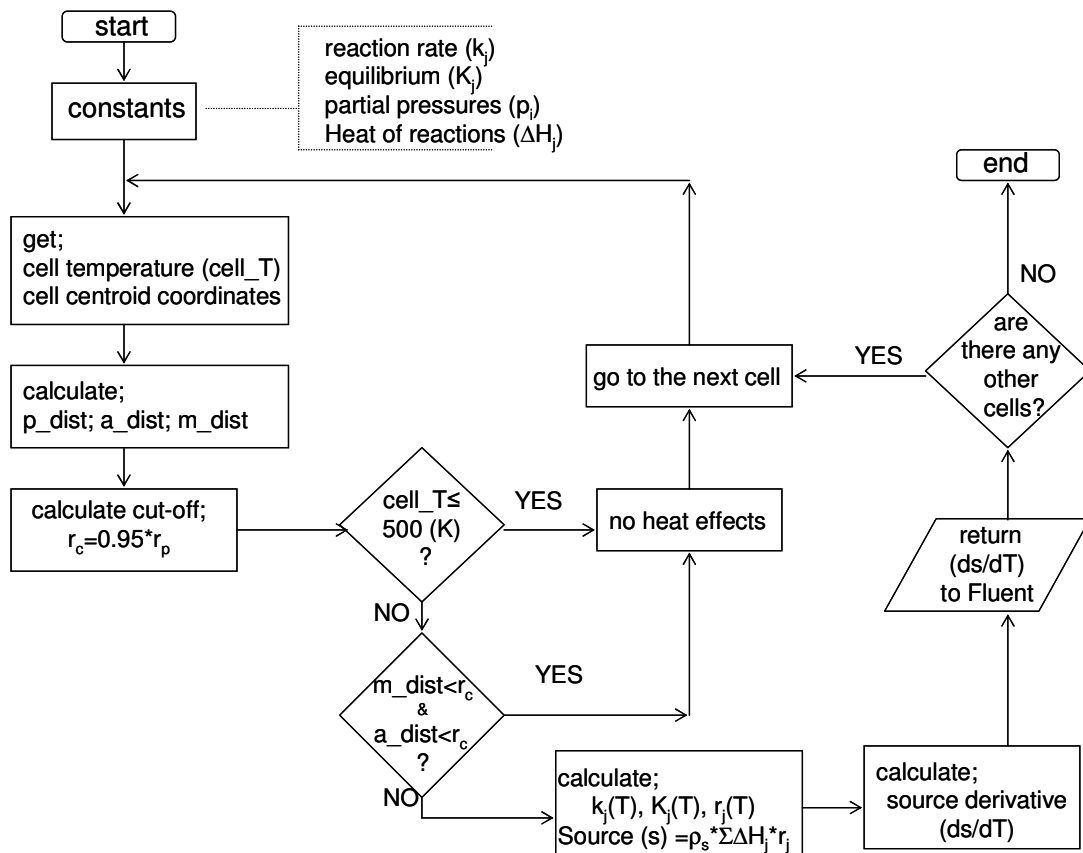 start
constants
reaction rate (kj)
equilibrium (Kj)
partial pressures (pi)
Heat of reactions (ΔHj)
get;
cell temperature (cell_T)
cell centroid coordinates
calculate;
p_dist; a_dist; m_dist
calculate cut-off;
rc=0.95*rp
cell_T≤
500 (K)
?
YES
NO
no heat effects
go to the next cell
m_dist<rc
&
a_dist<rc
?
YES
NO
calculate;
kj(T), Kj(T), rj(T)
Source (s) =ρs*ΣΔHj*rj
calculate;
source derivative
(ds/dT)
return
(ds/dT)
to Fluent
are
there any
other
cells?
YES
NO
end